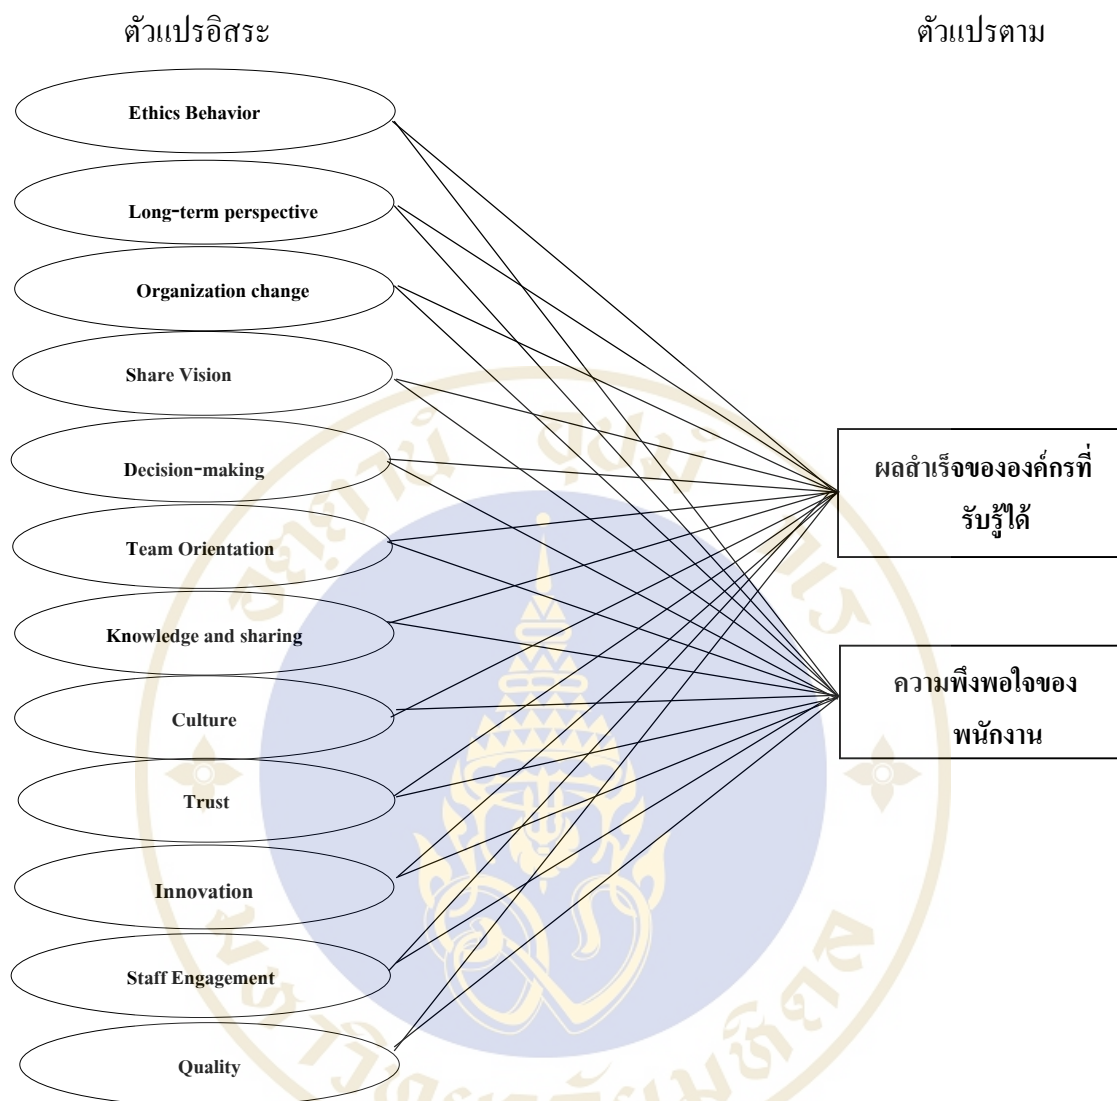 ตัวแปรอิสระ
ตัวแปรตาม
Ethics Behavior
Long-term perspective
Organization change
Share Vision
Decision-making
Team Orientation
Knowledge and sharing
Culture
Trust
Innovation
Staff Engagement
Quality
ผลสำเร็จขององค์กรที่
รับรู้ได้
ความพึงพอใจของ
พนักงาน